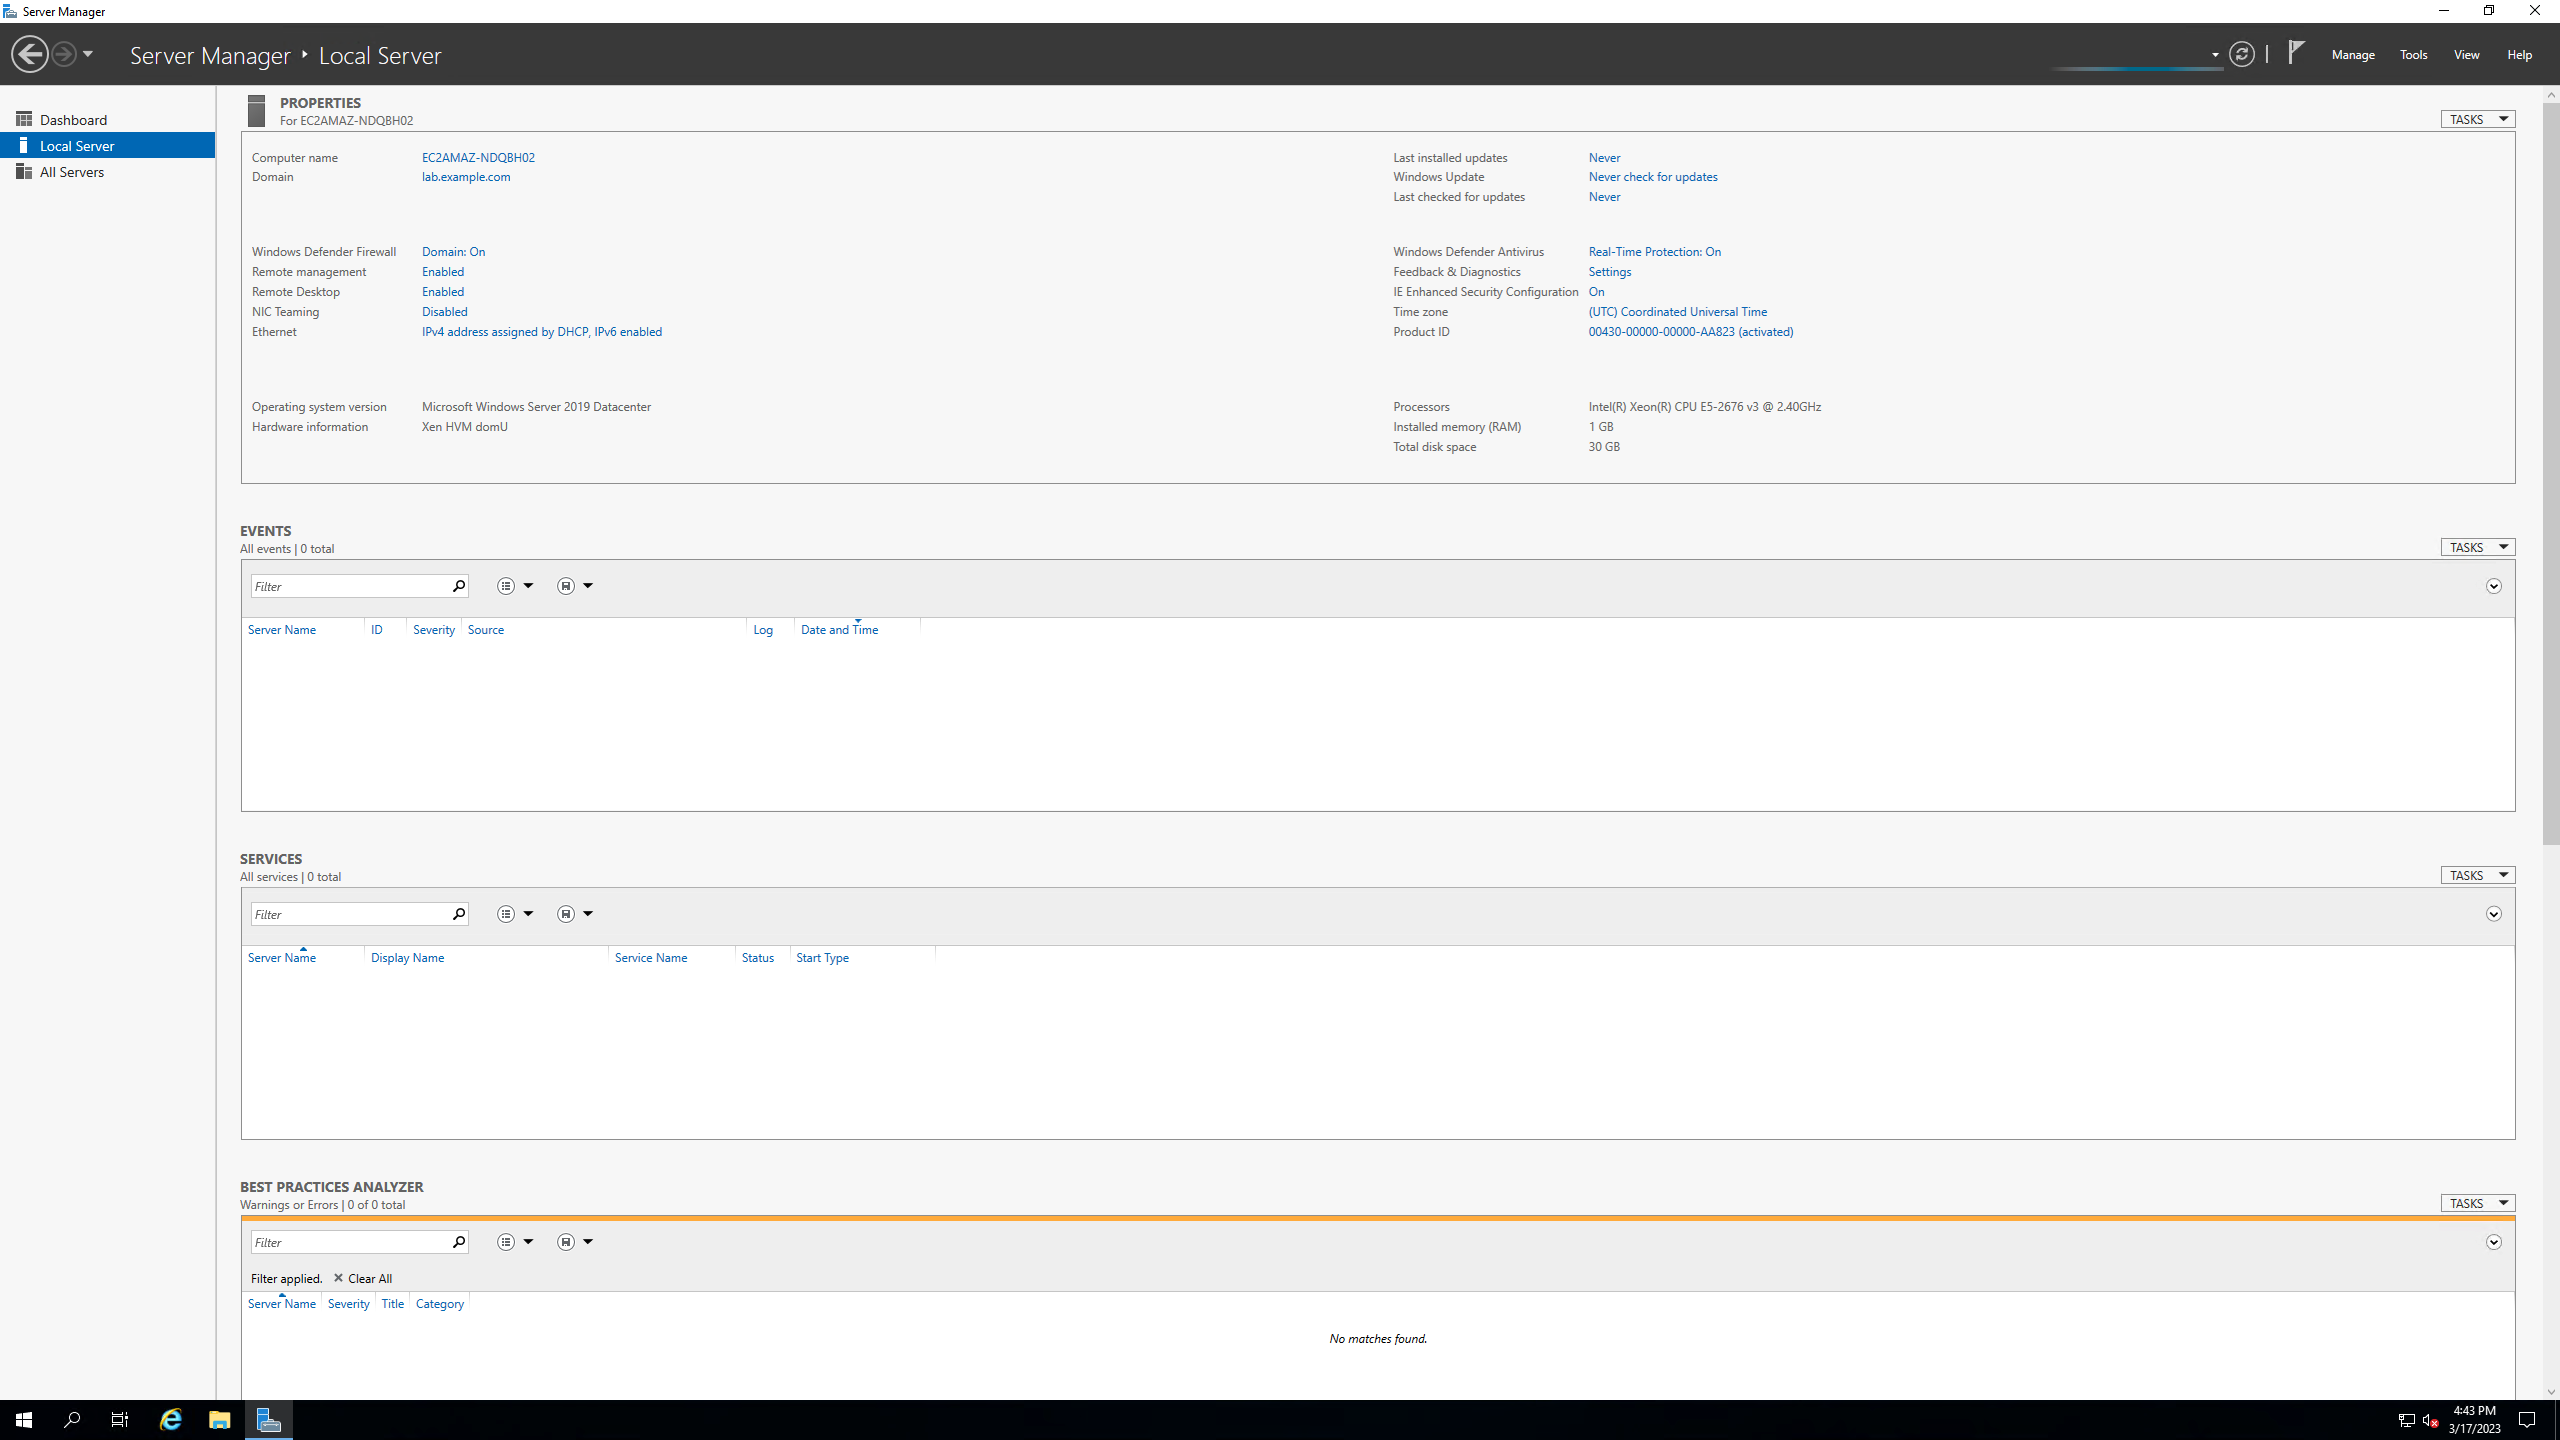 Server Manager
Server Manager ‣ Local Server
Manage Tools View Help
Dashboard
Local Server
All Servers
PROPERTIES
For EC2AMAZ-NDQBH02
TASKS
Computer name EC2AMAZ-NDQBH02
Domain lab.example.com
Last installed updates Never
Windows Update Never check for updates
Last checked for updates Never
Windows Defender Firewall Domain: On
Remote management Enabled
Remote Desktop Enabled
NIC Teaming Disabled
Ethernet IPv4 address assigned by DHCP, IPv6 enabled
Windows Defender Antivirus Real-Time Protection: On
Feedback & Diagnostics Settings
IE Enhanced Security Configuration On
Time zone (UTC) Coordinated Universal Time
Product ID 00430-00000-00000-AA823 (activated)
Operating system version Microsoft Windows Server 2019 Datacenter
Hardware information Xen HVM domU
Processors Intel(R) Xeon(R) CPU E5-2676 v3 @ 2.40GHz
Installed memory (RAM) 1 GB
Total disk space 30 GB
EVENTS
All events | 0 total
TASKS
Filter
Server Name ID Severity Source Log Date and Time
SERVICES
All services | 0 total
TASKS
Filter
Server Name Display Name Service Name Status Start Type
BEST PRACTICES ANALYZER
Warnings or Errors | 0 of 0 total
TASKS
Filter
Filter applied. Clear All
Server Name Severity Title Category
No matches found.
4:43 PM
3/17/2023